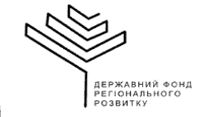 ДЕРЖАВНИЙ ФОНД
РЕГІОНАЛЬНОГО
РОЗВИТКУ